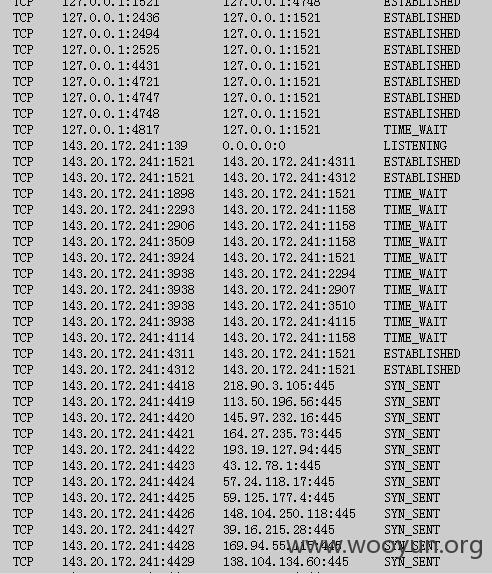 TCP 127.0.0.1:1521 127.0.0.1:4748 ESTABLISHED
TCP 127.0.0.1:2436 127.0.0.1:1521 ESTABLISHED
TCP 127.0.0.1:2494 127.0.0.1:1521 ESTABLISHED
TCP 127.0.0.1:2525 127.0.0.1:1521 ESTABLISHED
TCP 127.0.0.1:4431 127.0.0.1:1521 ESTABLISHED
TCP 127.0.0.1:4721 127.0.0.1:1521 ESTABLISHED
TCP 127.0.0.1:4747 127.0.0.1:1521 ESTABLISHED
TCP 127.0.0.1:4748 127.0.0.1:1521 ESTABLISHED
TCP 127.0.0.1:4817 127.0.0.1:1521 TIME_WAIT
TCP 143.20.172.241:139 0.0.0.0:0 LISTENING
TCP 143.20.172.241:1521 143.20.172.241:4311 ESTABLISHED
TCP 143.20.172.241:1521 143.20.172.241:4312 ESTABLISHED
TCP 143.20.172.241:1898 143.20.172.241:1521 TIME_WAIT
TCP 143.20.172.241:2293 143.20.172.241:1158 TIME_WAIT
TCP 143.20.172.241:2906 143.20.172.241:1158 TIME_WAIT
TCP 143.20.172.241:3509 143.20.172.241:1158 TIME_WAIT
TCP 143.20.172.241:3924 143.20.172.241:1521 TIME_WAIT
TCP 143.20.172.241:3938 143.20.172.241:2294 TIME_WAIT
TCP 143.20.172.241:3938 143.20.172.241:2907 TIME_WAIT
TCP 143.20.172.241:3938 143.20.172.241:3510 TIME_WAIT
TCP 143.20.172.241:3938 143.20.172.241:4115 TIME_WAIT
TCP 143.20.172.241:4114 143.20.172.241:1158 TIME_WAIT
TCP 143.20.172.241:4311 143.20.172.241:1521 ESTABLISHED
TCP 143.20.172.241:4312 143.20.172.241:1521 ESTABLISHED
TCP 143.20.172.241:4418 218.90.3.105:445 SYN_SENT
TCP 143.20.172.241:4419 113.50.196.56:445 SYN_SENT
TCP 143.20.172.241:4420 145.97.232.16:445 SYN_SENT
TCP 143.20.172.241:4421 164.27.235.73:445 SYN_SENT
TCP 143.20.172.241:4422 193.19.127.94:445 SYN_SENT
TCP 143.20.172.241:4423 43.12.78.1:445 SYN_SENT
TCP 143.20.172.241:4424 57.24.118.17:445 SYN_SENT
TCP 143.20.172.241:4425 59.125.177.4:445 SYN_SENT
TCP 143.20.172.241:4426 148.104.250.118:445 SYN_SENT
TCP 143.20.172.241:4427 39.16.215.28:445 SYN_SENT
TCP 143.20.172.241:4428 SYN_SENT
TCP 143.20.172.241:4429 138.104.134.60:445 SYN_SENT
www.wooyun.org